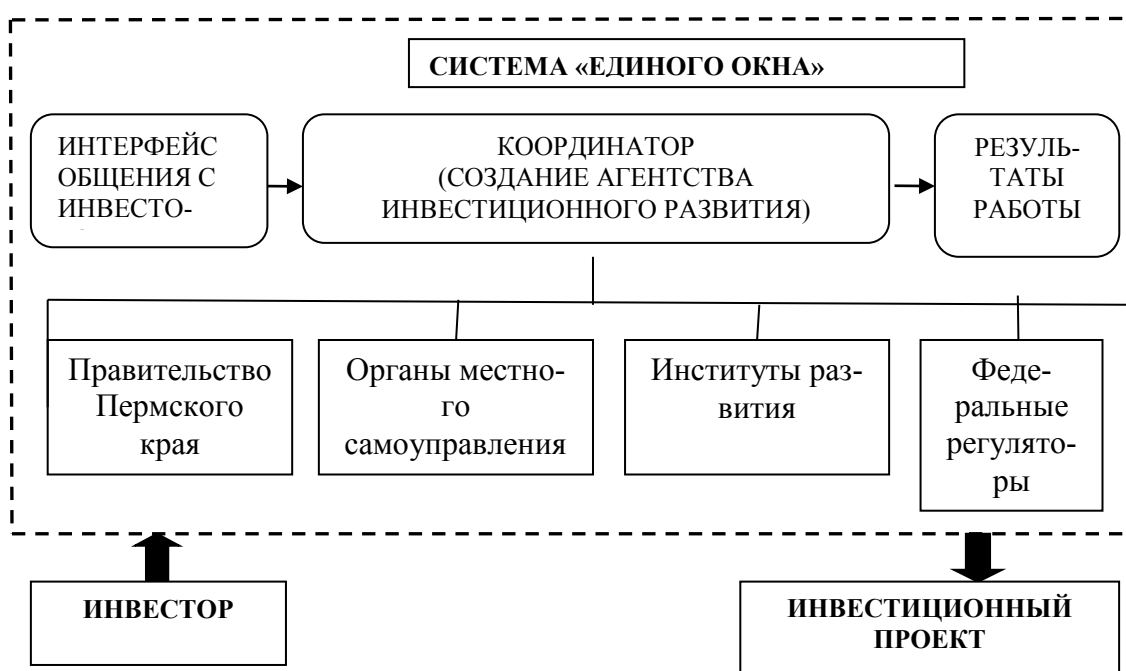 СИСТЕМА «ЕДИНОГО ОКНА»
ИНТЕРФЕЙС
ОБЩЕНИЯ С
ИНВЕСТО-
КООРДИНАТОР
(СОЗДАНИЕ АГЕНТСТВА
ИНВЕСТИЦИОННОГО РАЗВИТИЯ)
РЕЗУЛЬ-
ТАТЫ
РАБОТЫ
Правительство
Пермского
края
Органы местно-
го
самоуправления
Институты раз-
вития
Феде-
ральные
регулято-
ры
ИНВЕСТОР
ИНВЕСТИЦИОННЫЙ
ПРОЕКТ